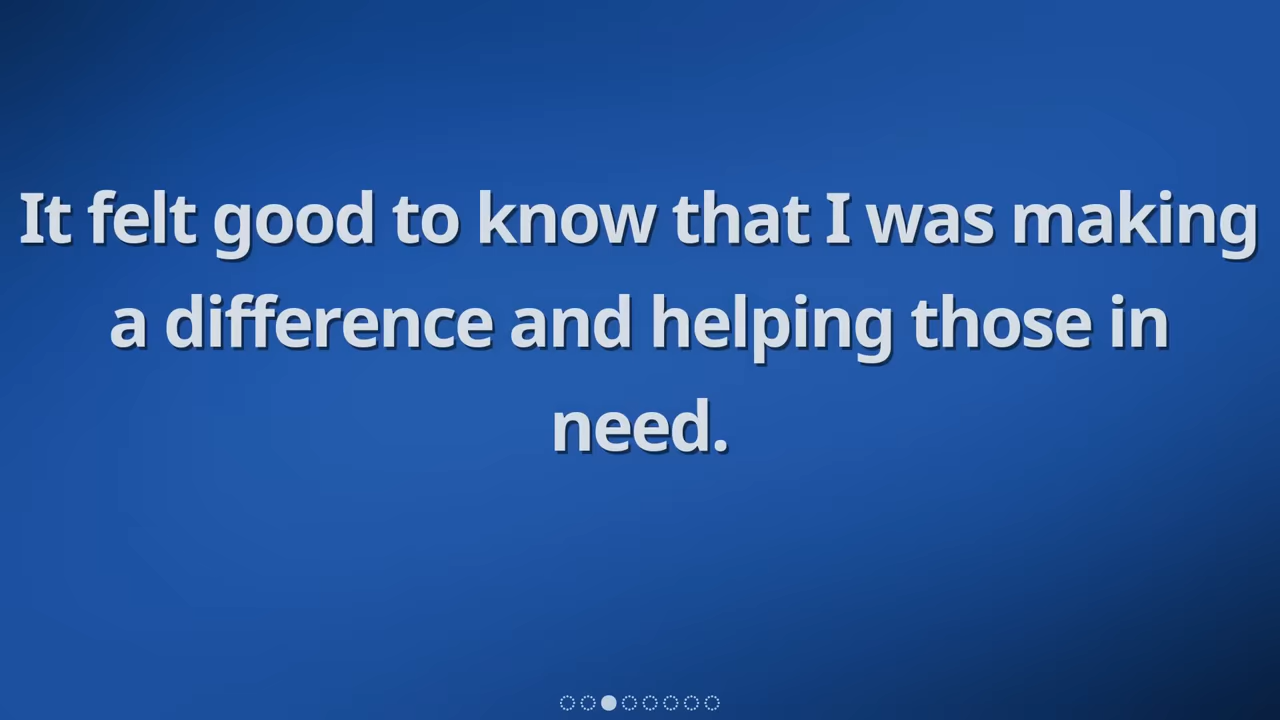 It felt good to know that I was making
a difference and helping those in
need.